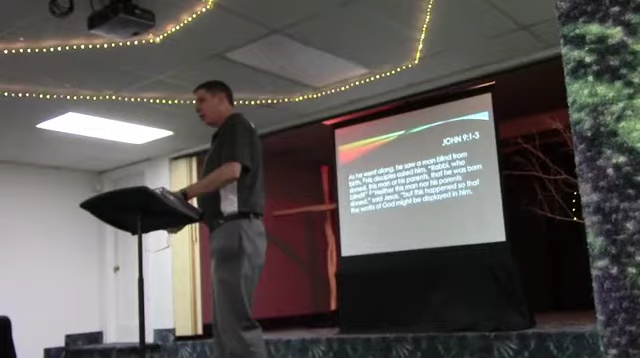 JOHN 9:1-3
As he went along, he saw a man blind from
birth. 2 His disciples asked him, "Rabbi, who
sinned, this man or his parents, that he was born
blind?" 3 "Neither this man nor his parents
sinned," said Jesus, "but this happened so that
the works of God might be displayed in him.